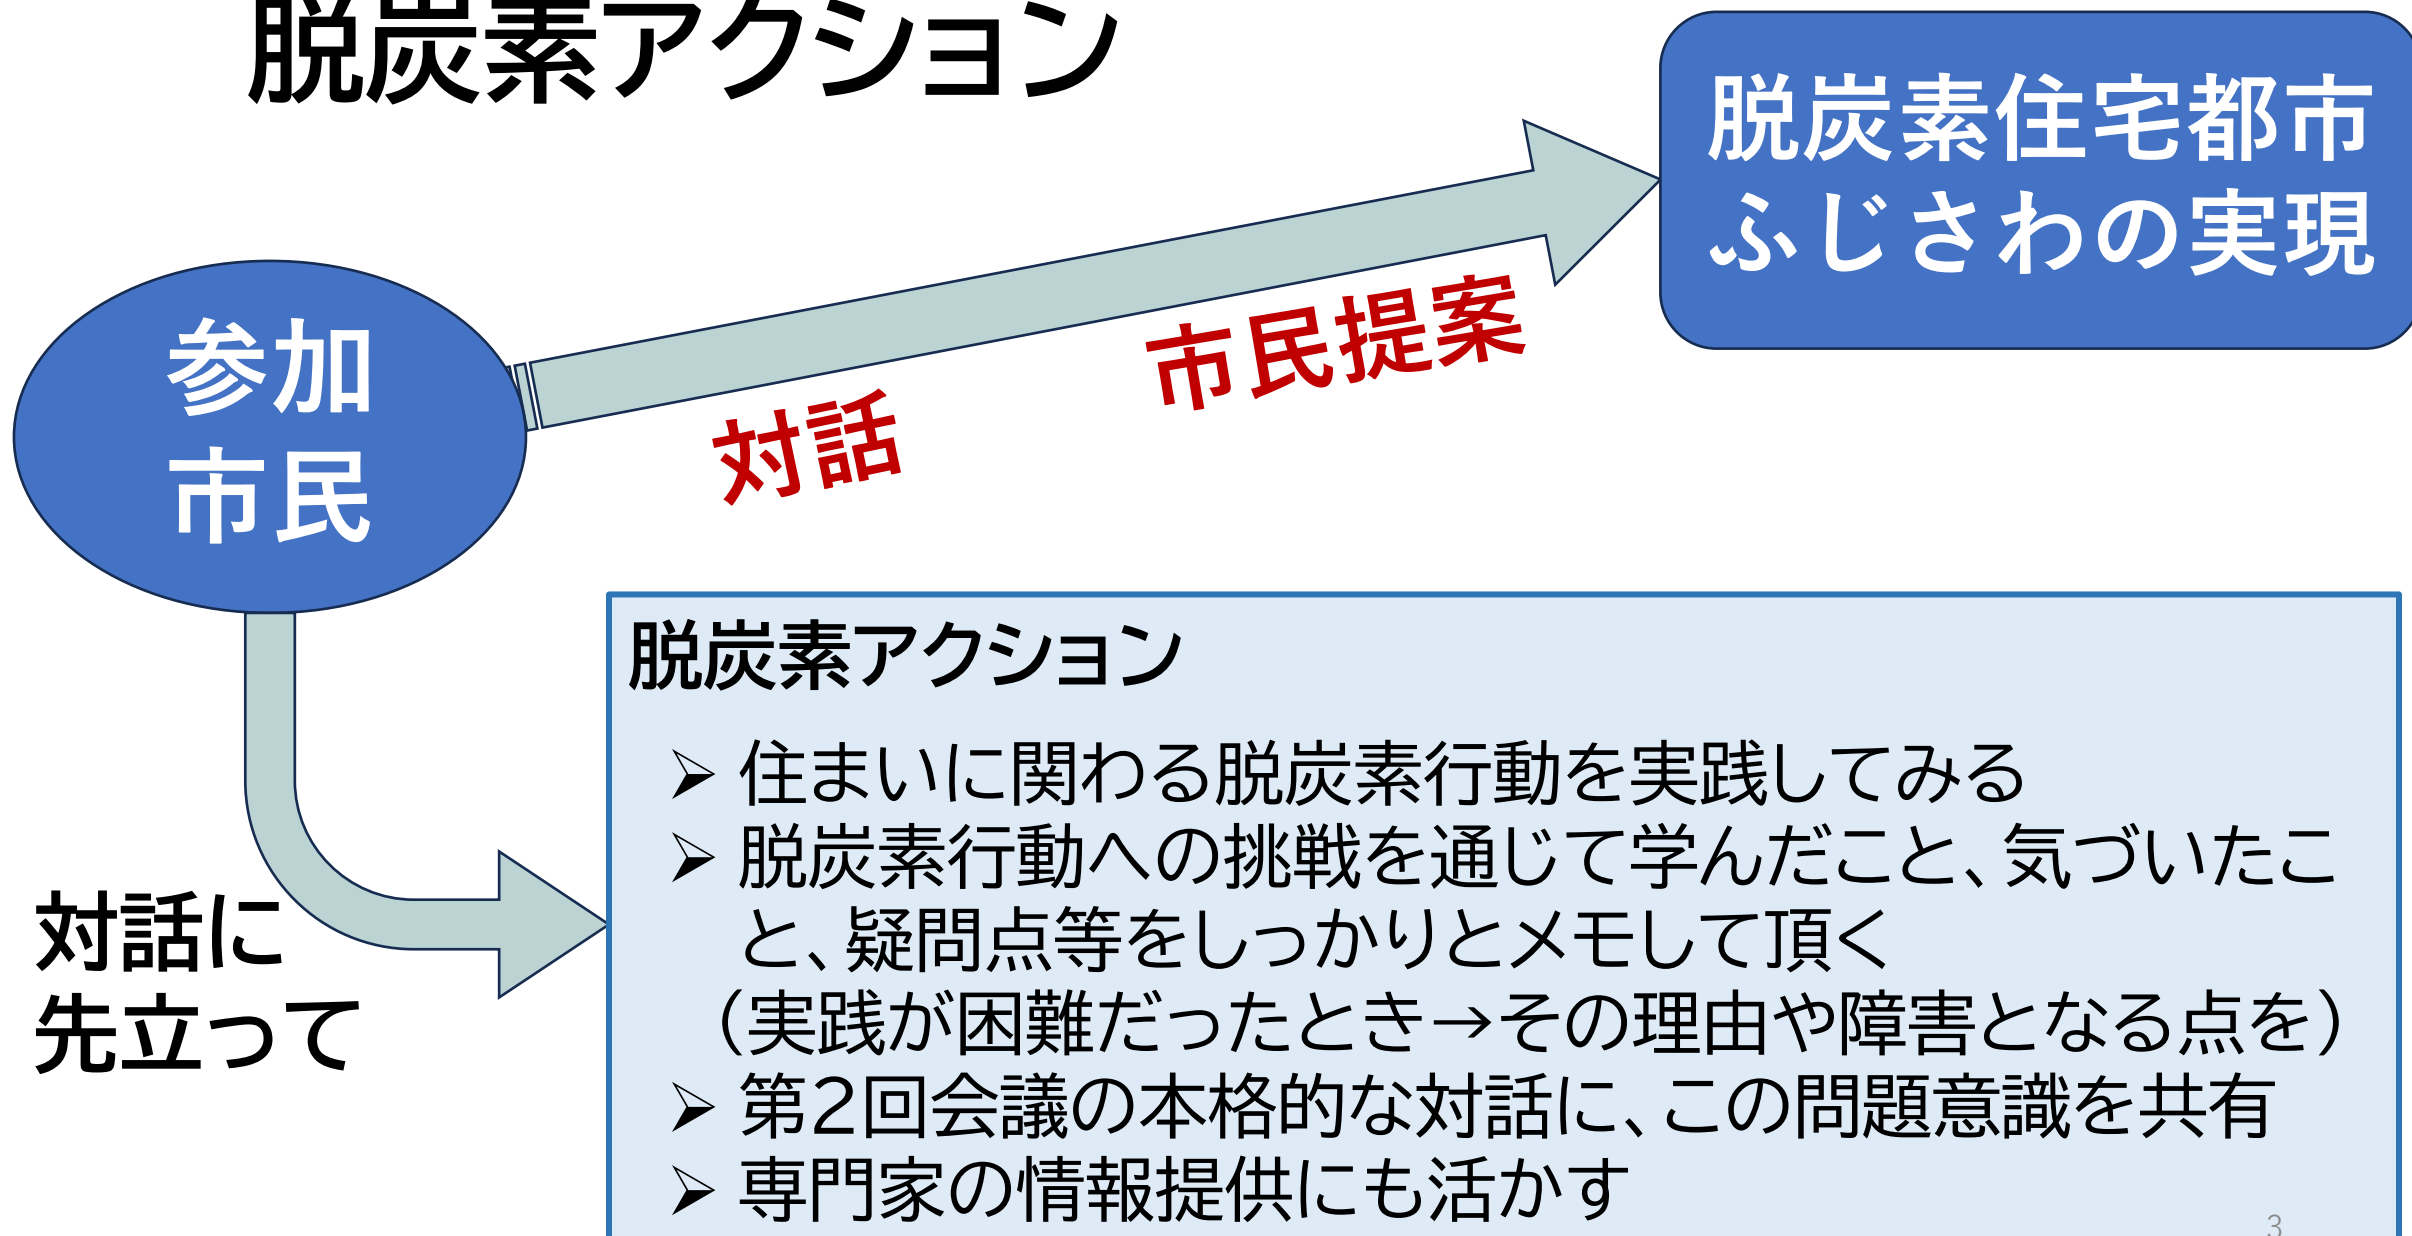 脱炭素アクション
脱炭素住宅都市
ふじさわの実現
参加
市民
対話
市民提案
対話に
先立って
脱炭素アクション
➢ 住まいに関わる脱炭素行動を実践してみる
➢ 脱炭素行動への挑戦を通じて学んだこと、気づいたこ
と、疑問点等をしっかりとメモして頂く
（実践が困難だったとき→その理由や障害となる点を）
➢ 第2回会議の本格的な対話に、この問題意識を共有
➢ 専門家の情報提供にも活かす
3